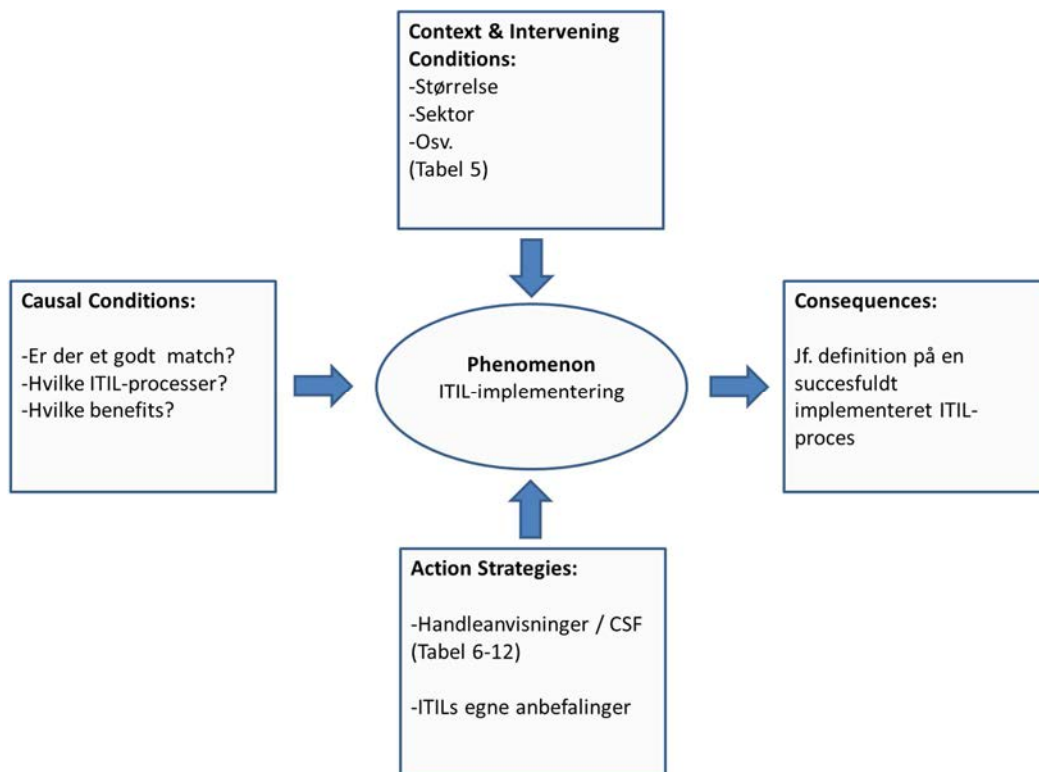 Context & Intervening
Conditions:
-Størrelse
-Sektor
-Osv.
(Tabel 5)
Causal Conditions:
-Er der et godt match?
-Hvilke ITIL-processer?
-Hvilke benefits?
Phenomenon
ITIL-implementering
Consequences:
Jf. definition på en
succesfuldt
implementeret ITIL-
proces
Action Strategies:
-Handleanvisninger / CSF
(Tabel 6-12)
-ITILs egne anbefalinger